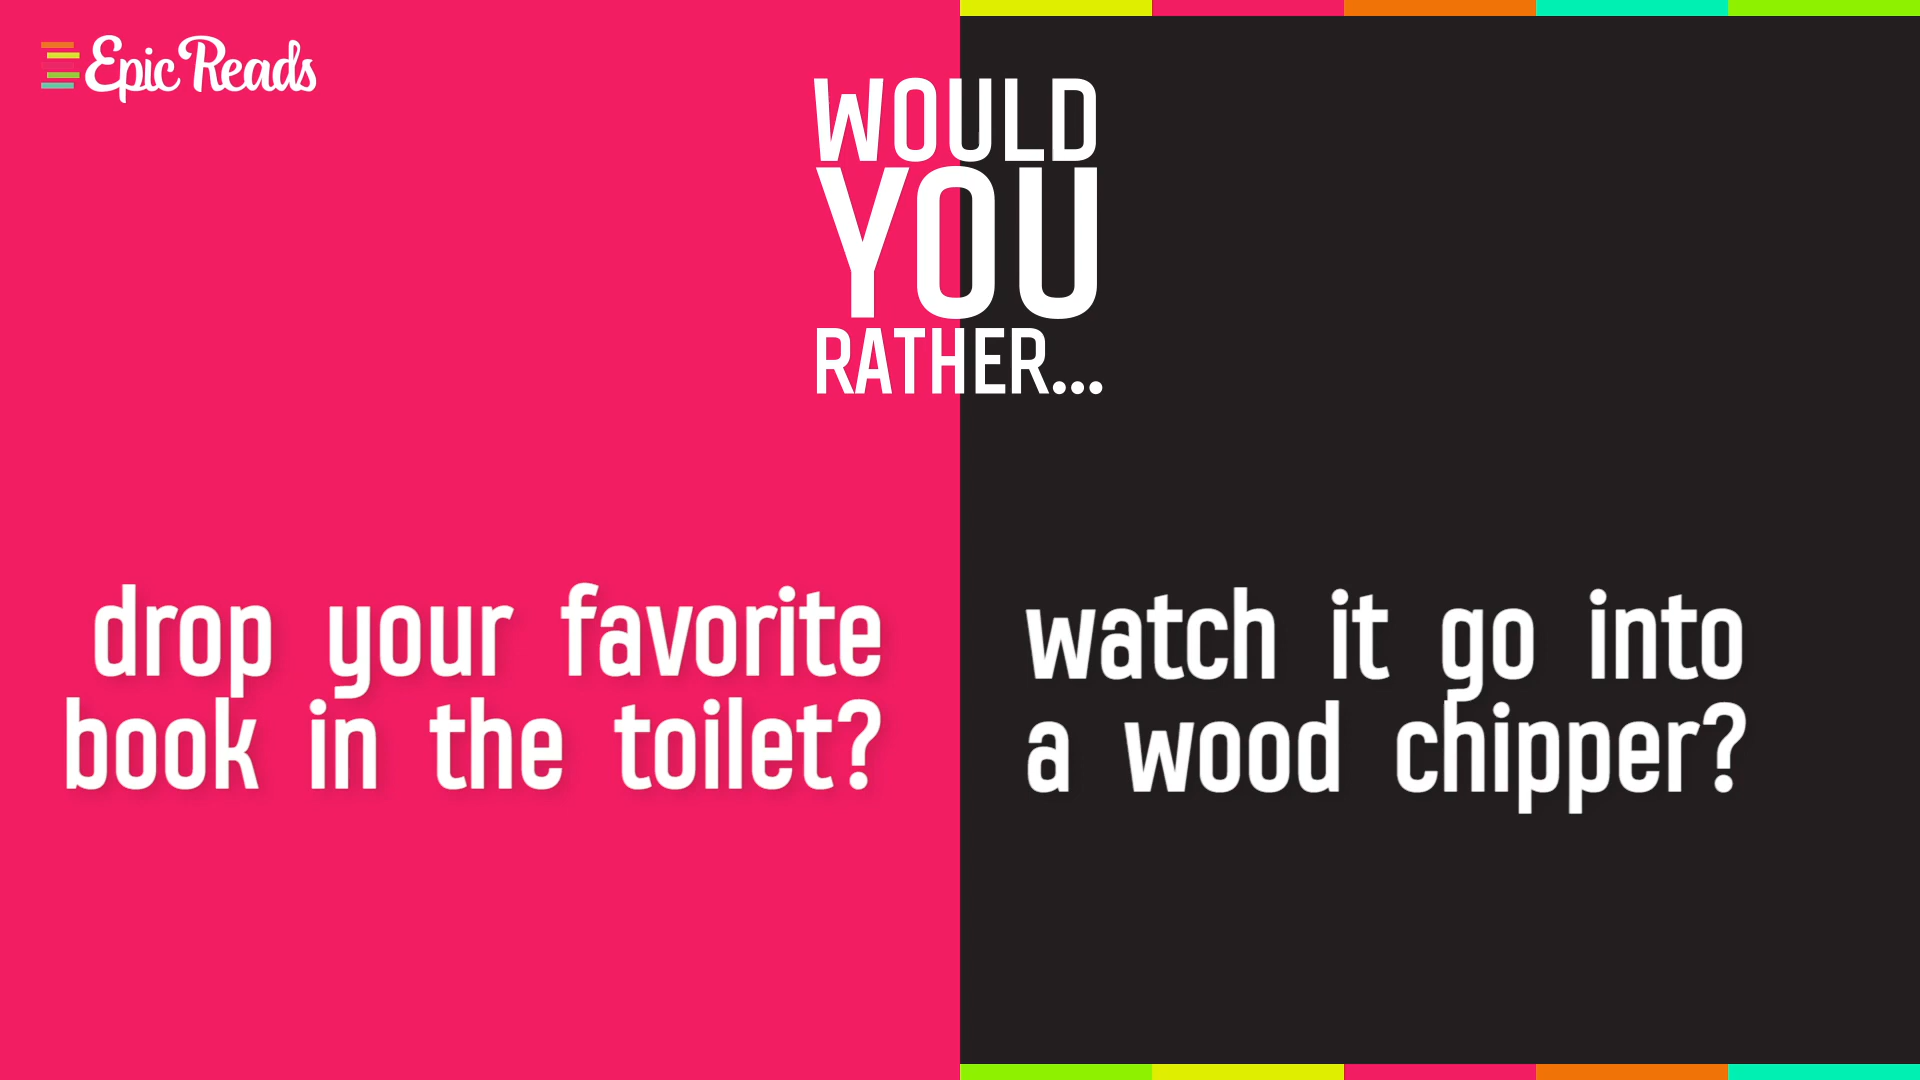 Epic Reads
WOULD
YOU
RATHER...
drop your favorite
book in the toilet?
watch it go into
a wood chipper?